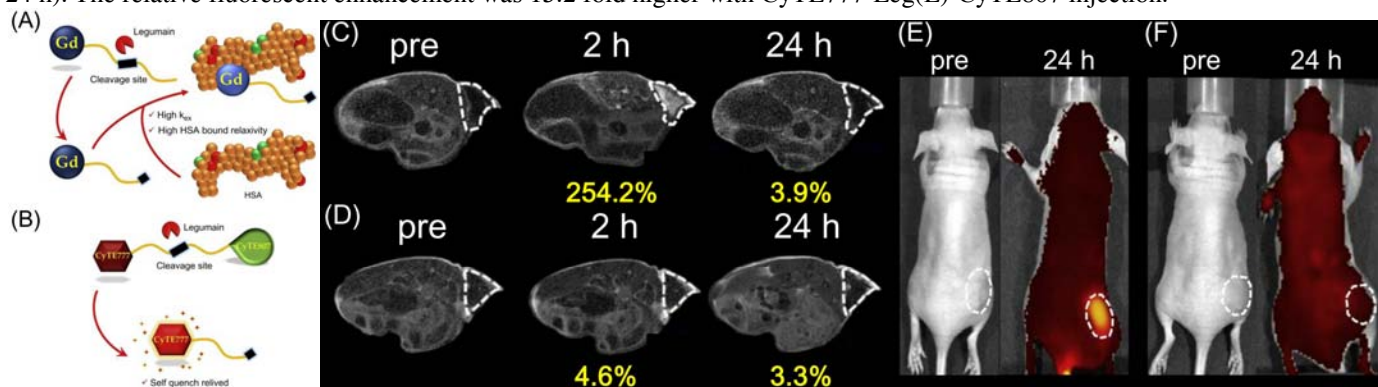 24 h). The relative fluorescent enhancement was 15.2 fold higher with CyTE777-Leg(L)-CyTE807 injection.
(A)
Gd
Legumain
Cleavage site
Gd
✓ High kex
✓ High HSA bound relaxivity
Gd
HSA
(B)
Legumain
CyTE777
CyTE807
Cleavage site
CyTE777
✓ Self quench relived
(C)
pre
2 h
24 h
254.2%
3.9%
(D)
pre
2 h
24 h
4.6%
3.3%
(E)
pre
24 h
(F)
pre
24 h